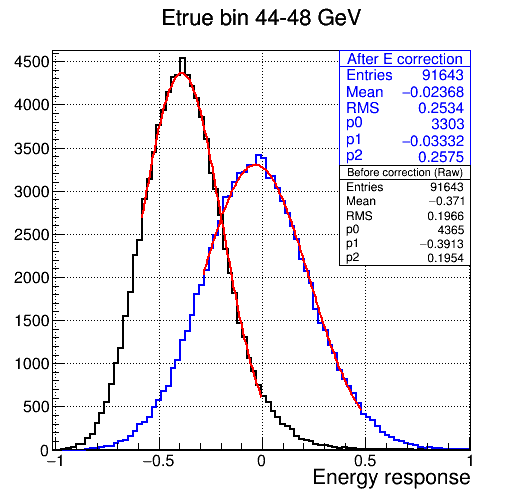 Etrue bin 44-48 GeV
After E correction
Entries 91643
Mean −0.02368
RMS 0.2534
p0 3303
p1 −0.03332
p2 0.2575
Before correction (Raw)
Entries 91643
Mean −0.371
RMS 0.1966
p0 4365
p1 −0.3913
p2 0.1954
4500
4000
3500
3000
2500
2000
1500
1000
500
0
−1 −0.5 0 0.5 1
Energy response